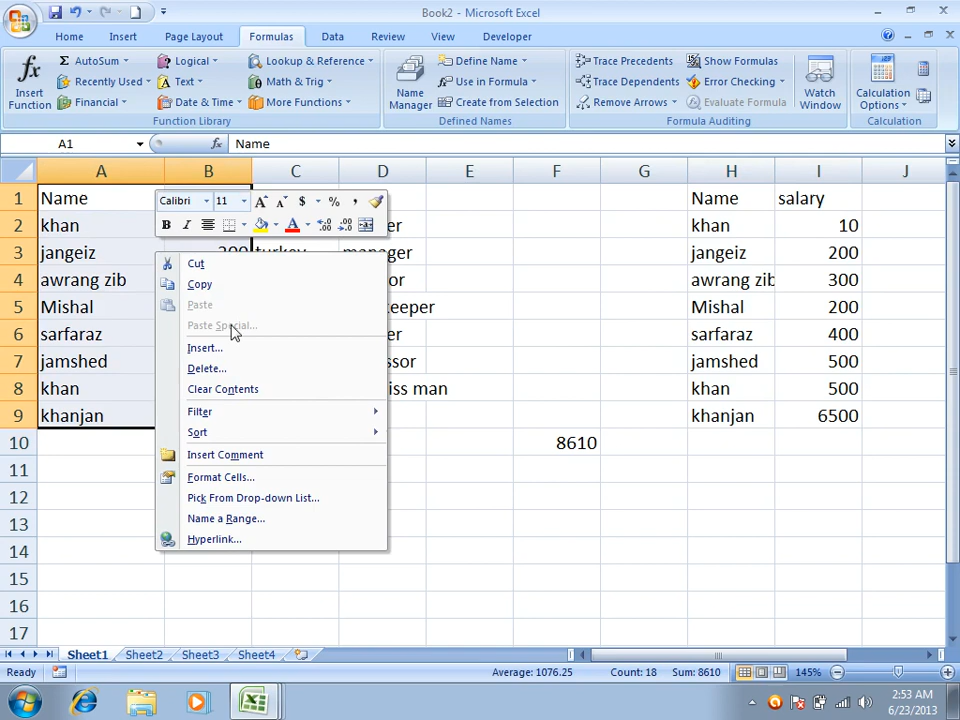 Book2 - Microsoft Excel
Home Insert Page Layout Formulas Data Review View Developer
Insert Function
AutoSum Logical Lookup & Reference
Recently Used Text Math & Trig
Financial Date & Time More Functions
Function Library
Name Manager
Define Name
Use in Formula
Create from Selection
Defined Names
Trace Precedents Show Formulas
Trace Dependents Error Checking
Remove Arrows Evaluate Formula
Formula Auditing
Watch Window
Calculation Options
Calculation
A1 fx Name
A B C D E F G H I J
1 Name Name salary
2 khan er khan 10
3 jangeiz 200 turkey manager jangeiz 200
4 awrang zib or awrang zib 300
5 Mishal keeper Mishal 200
6 sarfaraz er sarfaraz 400
7 jamshed ssor jamshed 500
8 khan iss man khan 500
9 khanjan khanjan 6500
10 8610
11
12
13
14
15
16
17
Calibri 11 A A $ % ,
B I A
Cut
Copy
Paste
Paste Special...
Insert...
Delete...
Clear Contents
Filter
Sort
Insert Comment
Format Cells...
Pick From Drop-down List...
Name a Range...
Hyperlink...
Sheet1 Sheet2 Sheet3 Sheet4
Ready Average: 1076.25 Count: 18 Sum: 8610 145%
2:53 AM
6/23/2013